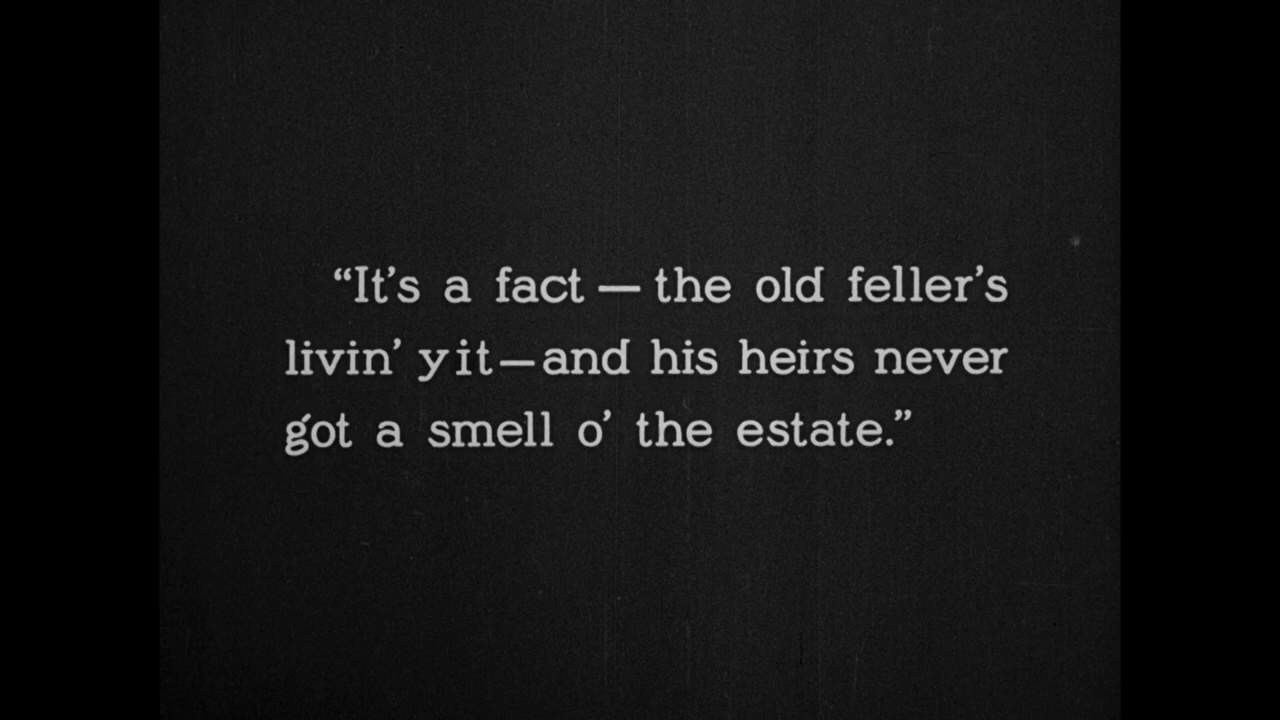 “It’s a fact — the old feller’s
livin’ yit—and his heirs never
got a smell o’ the estate.”